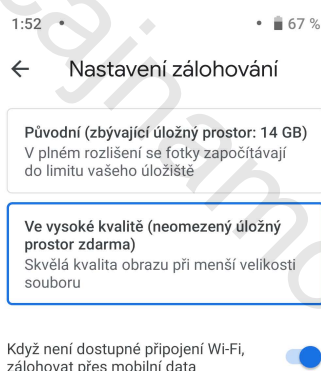 1:52
67 %
Nastavení zálohování
Původní (zbývající úložný prostor: 14 GB)
V plném rozlišení se fotky započítávají
do limitu vašeho úložiště
Ve vysoké kvalitě (neomezený úložný
prostor zdarma)
Skvělá kvalita obrazu při menší velikosti
souboru
Když není dostupné připojení Wi-Fi,
zálohovat přes mobilní data